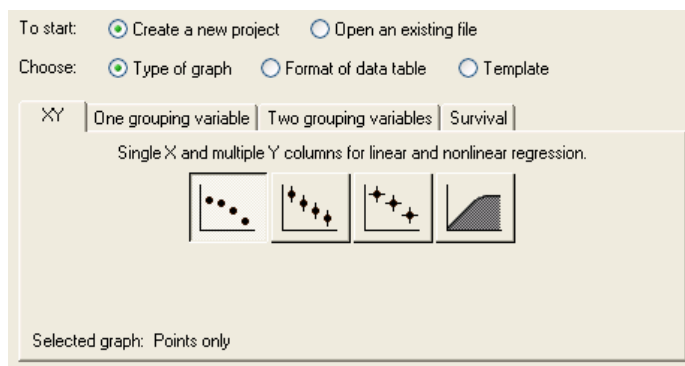 To start: Create a new project Open an existing file
Choose: Type of graph Format of data table Template
XY One grouping variable Two grouping variables Survival
Single X and multiple Y columns for linear and nonlinear regression.
Selected graph: Points only